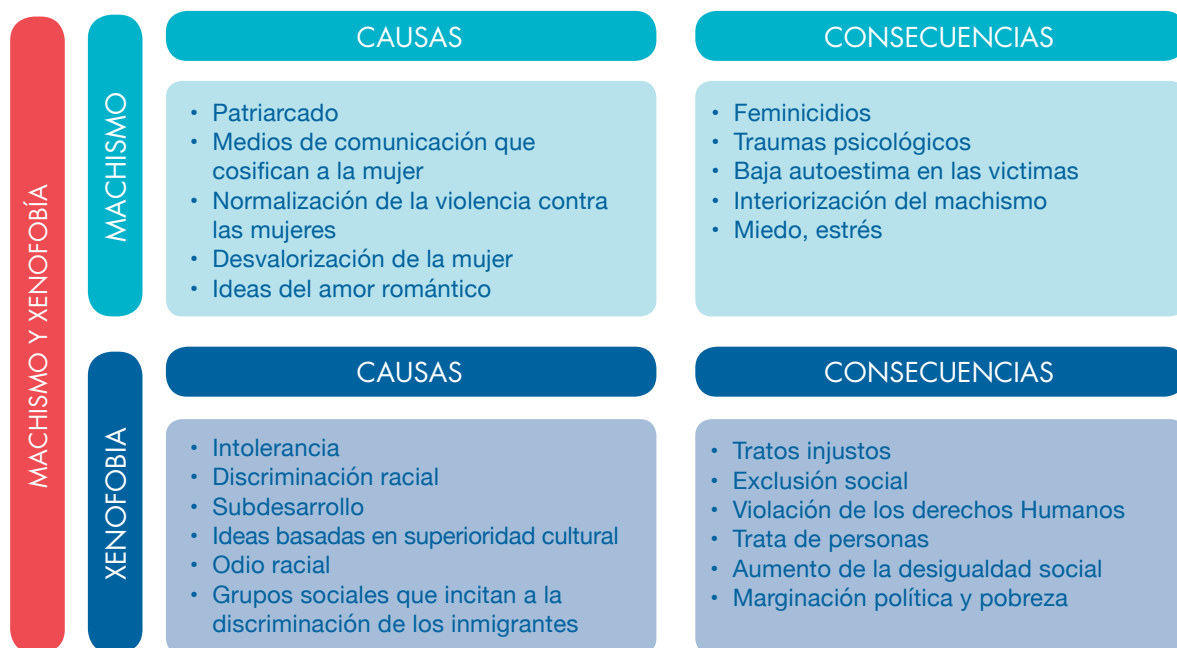 MACHISMO Y XENOFOBÍA
MACHISMO
CAUSAS
• Patriarcado
• Medios de comunicación que
cosifican a la mujer
• Normalización de la violencia contra
las mujeres
• Desvalorización de la mujer
• Ideas del amor romántico
CONSECUENCIAS
• Feminicidios
• Traumas psicológicos
• Baja autoestima en las victimas
• Interiorización del machismo
• Miedo, estrés
XENOFOBIA
CAUSAS
• Intolerancia
• Discriminación racial
• Subdesarrollo
• Ideas basadas en superioridad cultural
• Odio racial
• Grupos sociales que incitan a la
discriminación de los inmigrantes
CONSECUENCIAS
• Tratos injustos
• Exclusión social
• Violación de los derechos Humanos
• Trata de personas
• Aumento de la desigualdad social
• Marginación política y pobreza